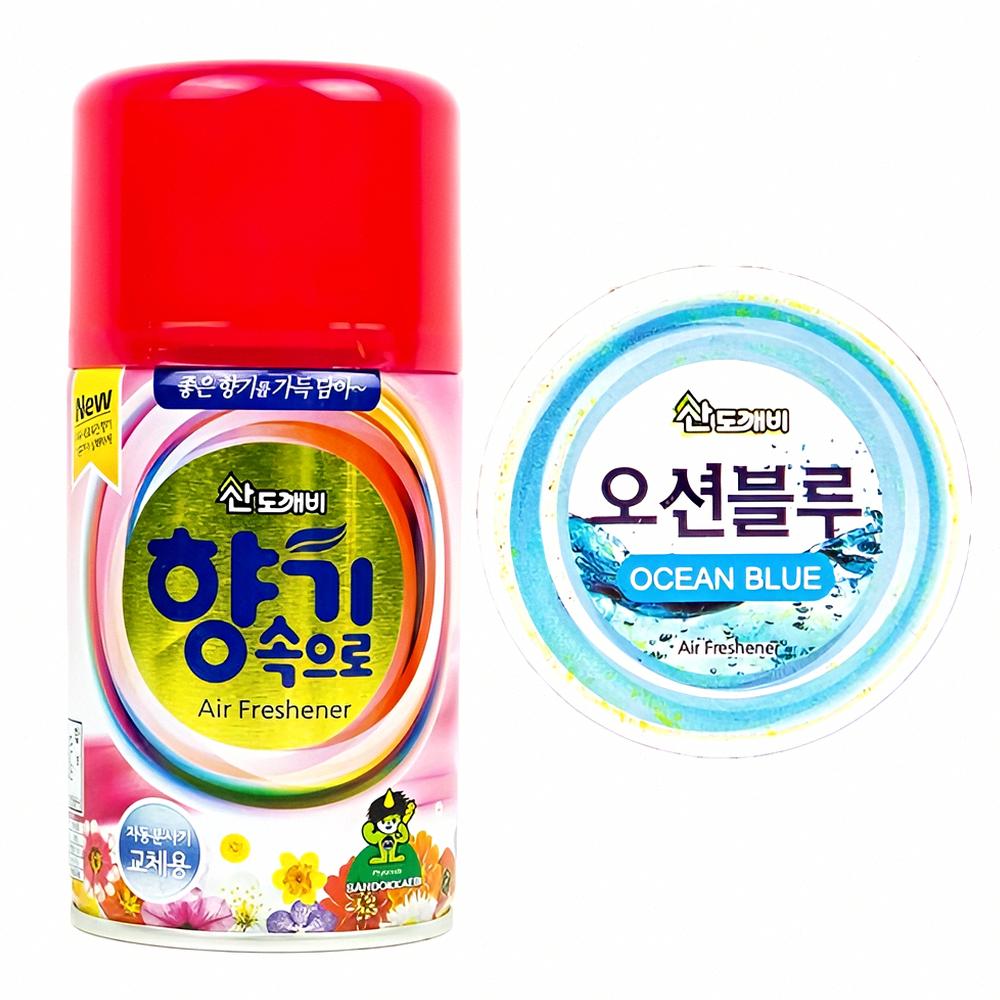 좋은 향기를 가득 담아~
New
산도깨비
향기
속으로
Air Freshener
자동분사기
교체용
SANDOKKAEBI
산도깨비
오션블루
OCEAN BLUE
Air Freshener